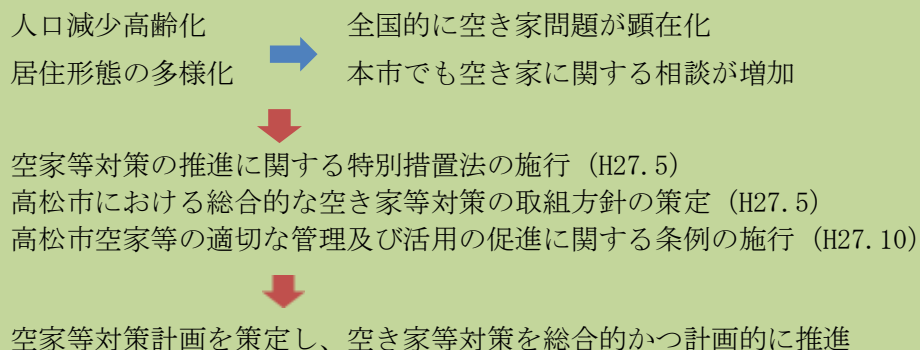 人口減少高齢化 全国的に空き家問題が顕在化
居住形態の多様化 本市でも空き家に関する相談が増加
空家等対策の推進に関する特別措置法の施行 (H27.5)
高松市における総合的な空き家等対策の取組方針の策定 (H27.5)
高松市空家等の適切な管理及び活用の促進に関する条例の施行 (H27.10)
空家等対策計画を策定し、空き家等対策を総合的かつ計画的に推進